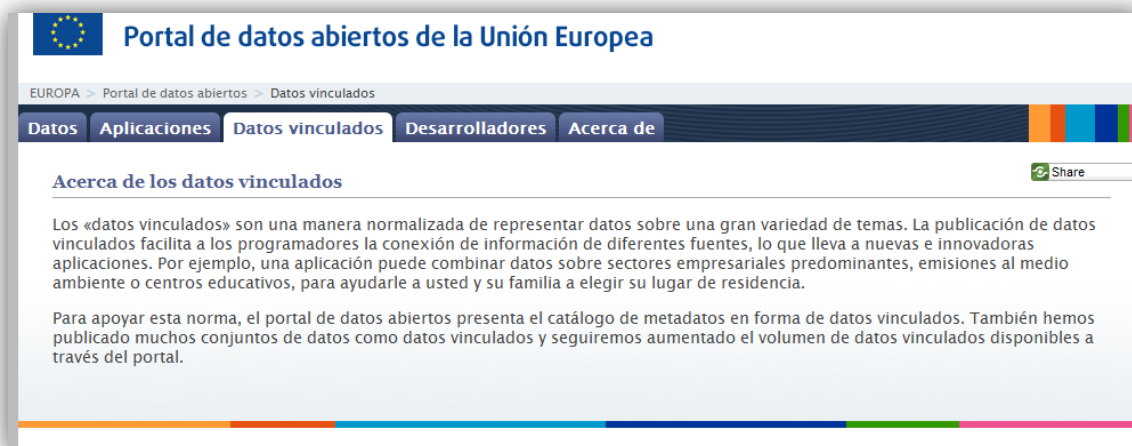 Portal de datos abiertos de la Unión Europea
EUROPA > Portal de datos abiertos > Datos vinculados
Datos Aplicaciones Datos vinculados Desarrolladores Acerca de
Share
Acerca de los datos vinculados
Los «datos vinculados» son una manera normalizada de representar datos sobre una gran variedad de temas. La publicación de datos
vinculados facilita a los programadores la conexión de información de diferentes fuentes, lo que lleva a nuevas e innovadoras
aplicaciones. Por ejemplo, una aplicación puede combinar datos sobre sectores empresariales predominantes, emisiones al medio
ambiente o centros educativos, para ayudarle a usted y su familia a elegir su lugar de residencia.
Para apoyar esta norma, el portal de datos abiertos presenta el catálogo de metadatos en forma de datos vinculados. También hemos
publicado muchos conjuntos de datos como datos vinculados y seguiremos aumentado el volumen de datos vinculados disponibles a
través del portal.